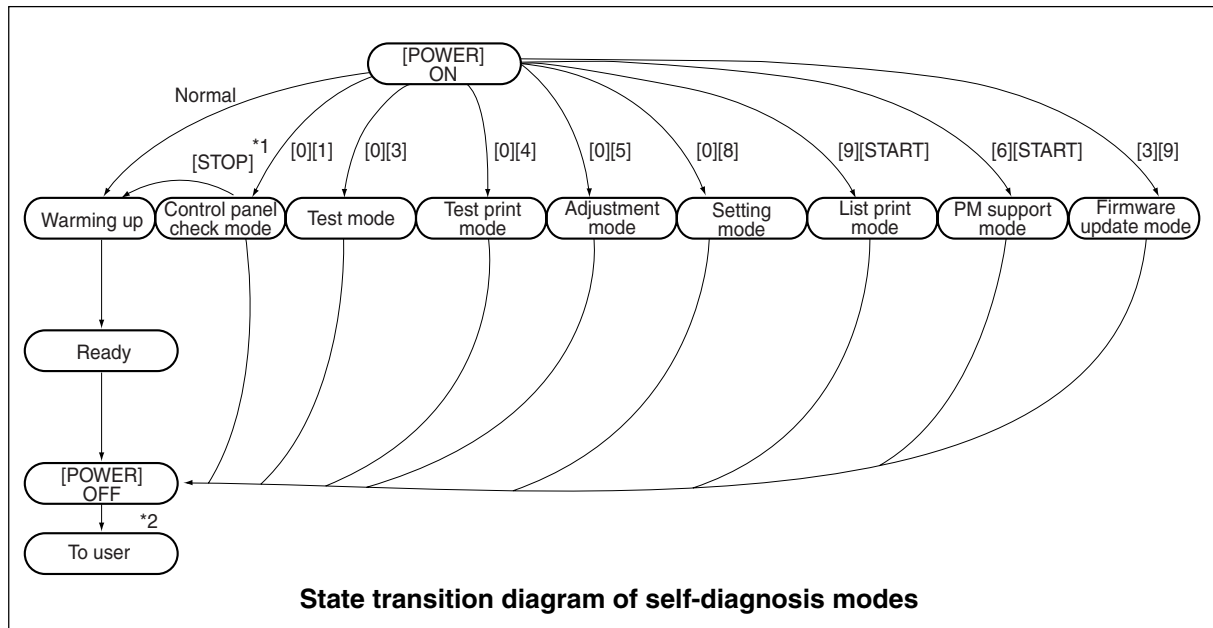 [POWER]
ON
Normal
*1
[STOP]
[0][1]
[0][3]
[0][4]
[0][5]
[0][8]
[9][START]
[6][START]
[3][9]
Warming up
Control panel
check mode
Test mode
Test print
mode
Adjustment
mode
Setting
mode
List print
mode
PM support
mode
Firmware
update mode
Ready
[POWER]
OFF
*2
To user
State transition diagram of self-diagnosis modes